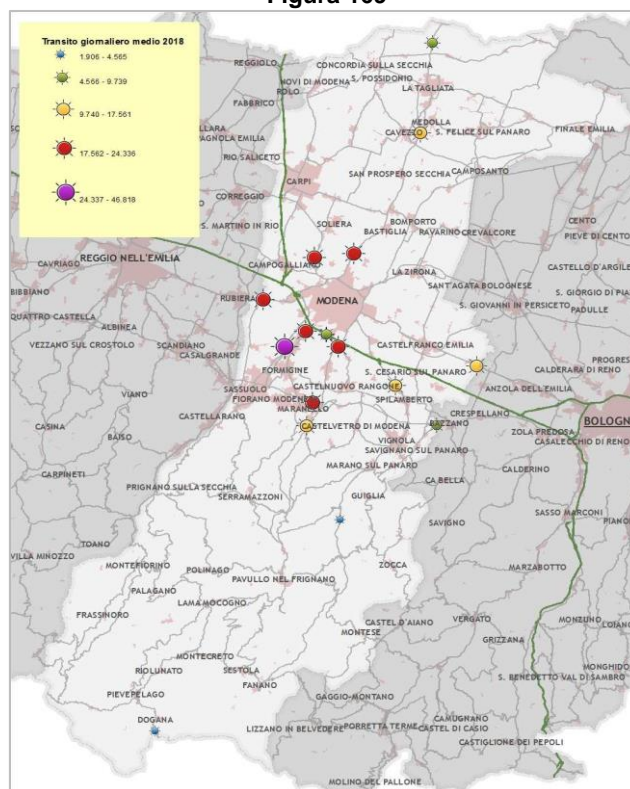 Figura 105
Transito giornaliero medio 2018
1.906 - 4.565
4.566 - 9.739
9.740 - 17.561
17.562 - 24.336
24.337 - 46.818
REGGIOLO
CONCORDIA SULLA SECCHIA
NOVI DI MODENA
S. POSSIDONIO
ROLO
LA TAGLIATA
FABBRICO
MEDOLLA
CAVEZZO
S. FELICE SUL PANARO
FINALE EMILIA
RIO SALICETO
CAMPOSANTO
SAN PROSPERO SECCHIA
CARPI
CORREGGIO
SOLIERA
BOMPORTO
CENTO
S. MARTINO IN RIO
BASTIGLIA
RAVARINO
CREVALCORE
PIEVE DI CENTO
REGGIO NELL'EMILIA
CAVRIAGO
CAMPOGALLIANO
LA ZIRONA
CASTELLO D'ARGILE
BIBBIANO
RUBIERA
MODENA
SANT'AGATA BOLOGNESE
S. GIORGIO DI PIA
QUATTRO CASTELLA
S. GIOVANNI IN PERSICETO
PADULLE
ALBINEA
VEZZANO SUL CROSTOLO
SCANDIANO
CASALGRANDE
CASTELFRANCO EMILIA
PROGRES
FORMIGINE
S. CESARIO SUL PANARO
CALDERARA DI RENO
SASSUOLO
CASTELNUOVO RANGONE
ANZOLA DELL'EMILIA
VIANO
FIORANO MODENESE
SPILAMBERTO
MARANELLO
CRESPELLANO
BOLOGN
CASTELLARANO
CASTELVETRO DI MODENA
BAZZANO
ZOLA PREDOSA
CASINA
BAISO
VIGNOLA
CASALECCHIO DI RENO
SAVIGNANO SUL PANARO
MARANO SUL PANARO
CALDERINO
CARPINETI
CA BELLA
PRIGNANO SULLA SECCHIA
SERRAMAZZONI
GUIGLIA
SASSO MARCONI
PIANO
TOANO
SAVIGNO
VILLA MINOZZO
MONTEFIORINO
POLINAGO
ZOCCA
PALAGANO
PAVULLO NEL FRIGNANO
MARZABOTTO
LAMA MOCOGNO
FRASSINORO
CASTEL D'AIANO
VERGATO
MONZUNO
LOIANO
MONTESE
GRIZZANA
MONTECRETO
RIOLUNATO
SESTOLA
MONGHIDO
S. BENEDETTO VAL DI SAMBRO
PIEVEPELAGO
FANANO
GAGGIO-MONTANO
DOGANA
LIZZANO IN BELVEDERE
PORRETTA TERME
CAMUGNANO
CASTEL DI CASIO
CASTIGLIONE DEI PEPOLI
MOLINO DEL PALLONE